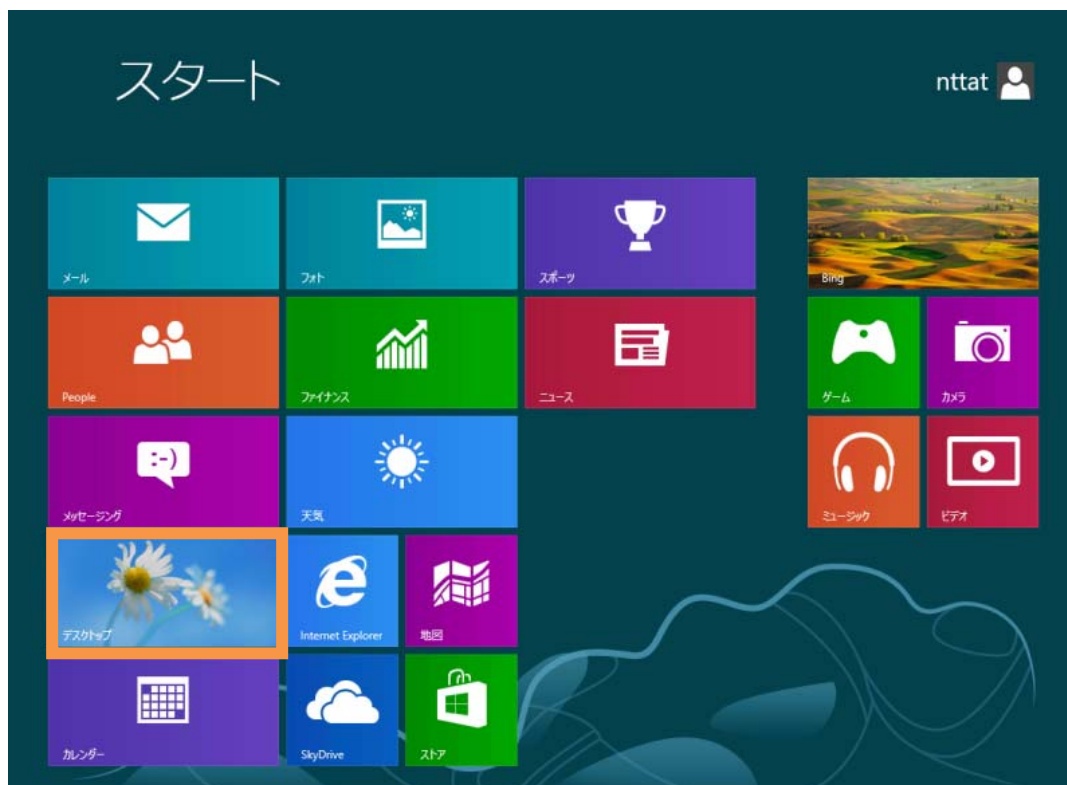 スタート
nttat
メール
フォト
スポーツ
Bing
People
ファイナンス
ニュース
ゲーム
カメラ
メッセージング
天気
ミュージック
ビデオ
デスクトップ
Internet Explorer
地図
カレンダー
SkyDrive
ストア